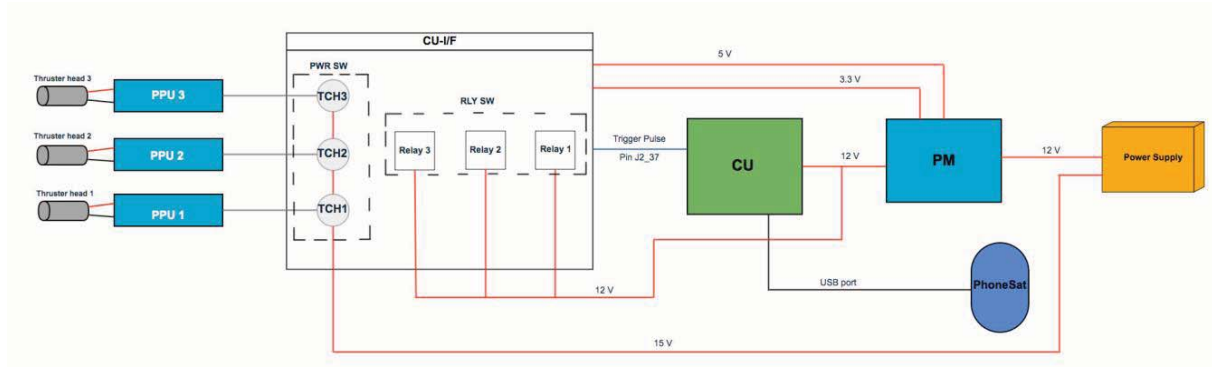 CU-I/F
5 V
PWR SW
3.3 V
Thruster head 3
PPU 3
TCH3
RLY SW
Thruster head 2
PPU 2
TCH2
Relay 3
Relay 2
Relay 1
Trigger Pulse
Pin J2_37
CU
12 V
PM
12 V
Power Supply
Thruster head 1
PPU 1
TCH1
12 V
USB port
PhoneSat
15 V